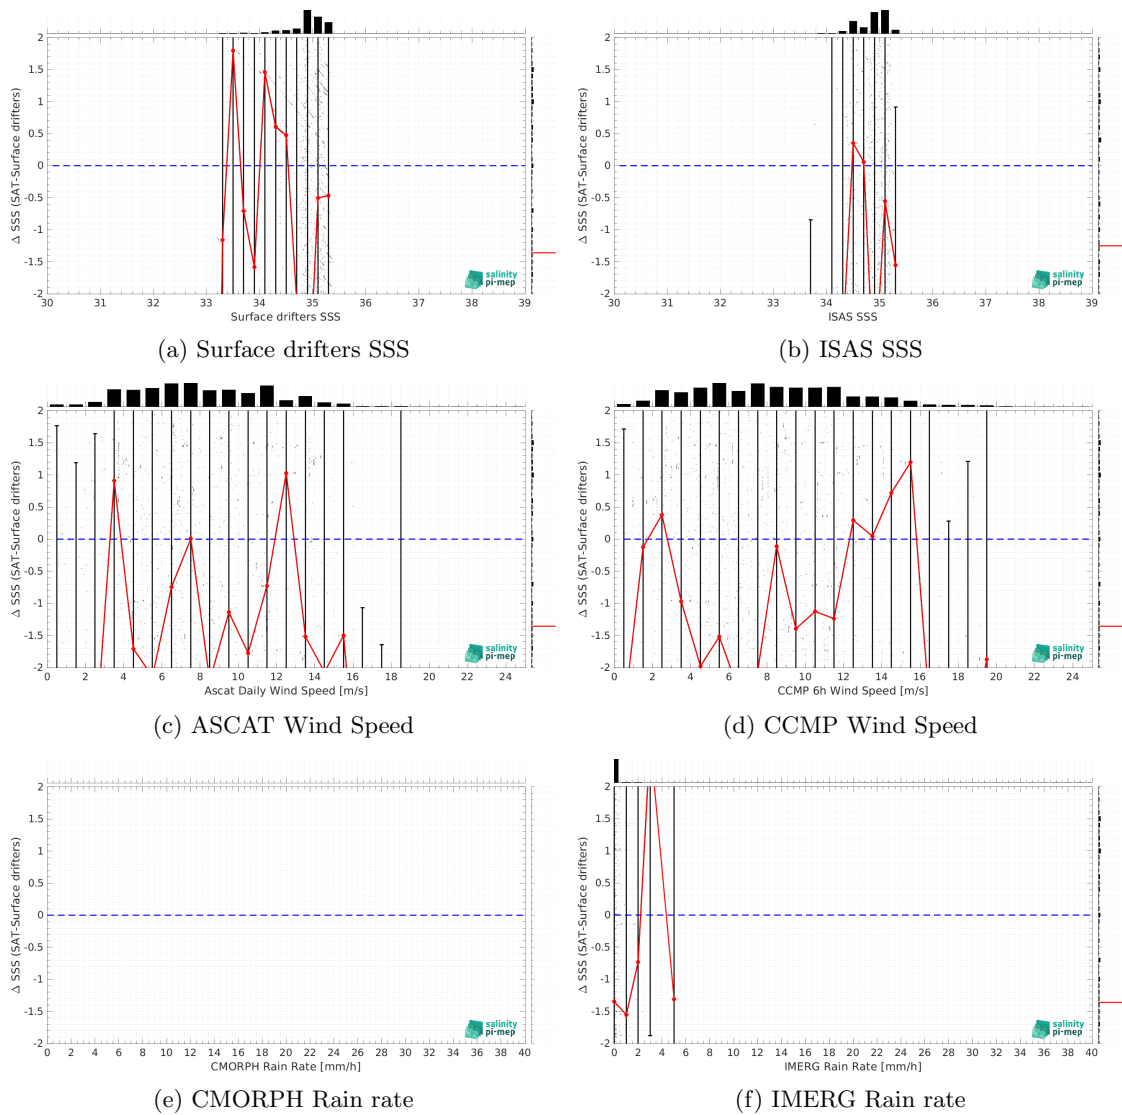 2
1.5
1
0.5
0
-0.5
-1
-1.5
-2
Δ SSS (SAT-Surface drifters)
salinity
pi-mep
30 31 32 33 34 35 36 37 38 39
Surface drifters SSS
(a) Surface drifters SSS
2
1.5
1
0.5
0
-0.5
-1
-1.5
-2
Δ SSS (SAT-Surface drifters)
salinity
pi-mep
30 31 32 33 34 35 36 37 38 39
ISAS SSS
(b) ISAS SSS
2
1.5
1
0.5
0
-0.5
-1
-1.5
-2
Δ SSS (SAT-Surface drifters)
salinity
pi-mep
0 2 4 6 8 10 12 14 16 18 20 22 24
Ascat Daily Wind Speed [m/s]
(c) ASCAT Wind Speed
2
1.5
1
0.5
0
-0.5
-1
-1.5
-2
Δ SSS (SAT-Surface drifters)
salinity
pi-mep
0 2 4 6 8 10 12 14 16 18 20 22 24
CCMP 6h Wind Speed [m/s]
(d) CCMP Wind Speed
2
1.5
1
0.5
0
-0.5
-1
-1.5
-2
Δ SSS (SAT-Surface drifters)
salinity
pi-mep
0 2 4 6 8 10 12 14 16 18 20 22 24 26 28 30 32 34 36 38 40
CMORPH Rain Rate [mm/h]
(e) CMORPH Rain rate
2
1.5
1
0.5
0
-0.5
-1
-1.5
-2
Δ SSS (SAT-Surface drifters)
salinity
pi-mep
0 2 4 6 8 10 12 14 16 18 20 22 24 26 28 30 32 34 36 38 40
IMERG Rain Rate [mm/h]
(f) IMERG Rain rate